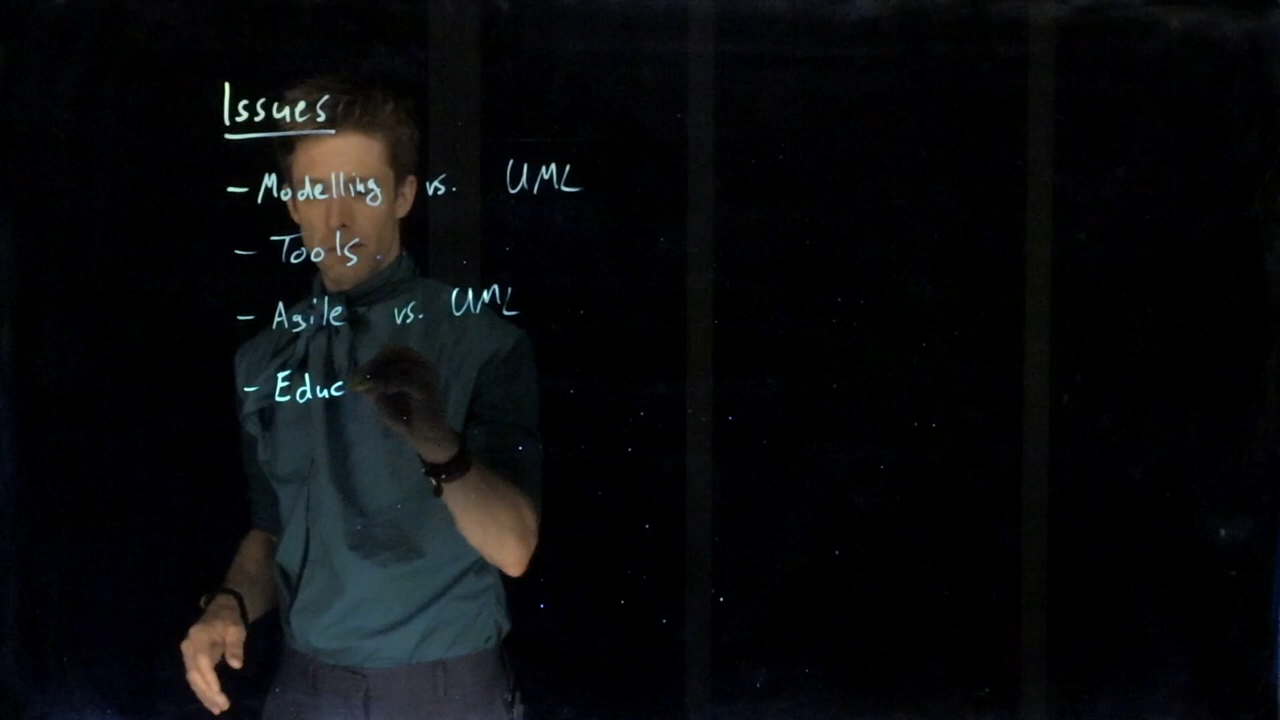 Issues
- Modelling vs. UML
- Tools.
- Agile vs. UML
- Educ